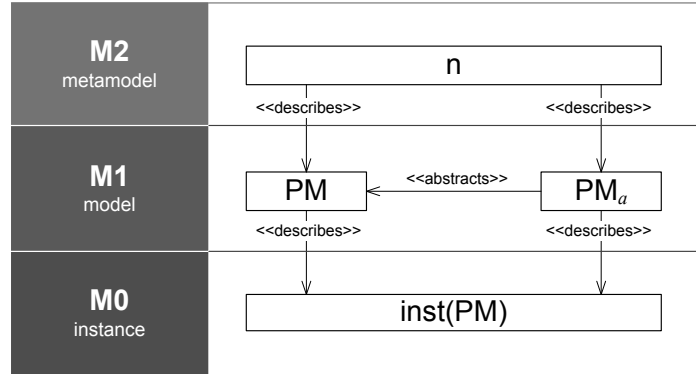 M2
metamodel
n
<<describes>> <<describes>>
M1
model
PM <<abstracts>> PMa
<<describes>> <<describes>>
M0
instance
inst(PM)